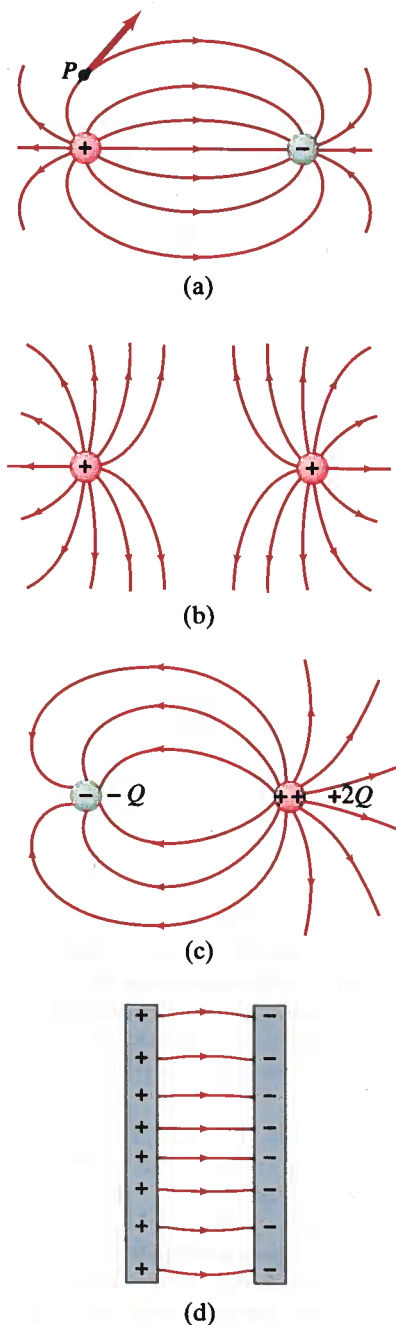 P
+ −
(a)
+ +
(b)
− −Q ++ +2Q
(c)
+ −
+ −
+ −
+ −
+ −
+ −
+ −
+ −
(d)